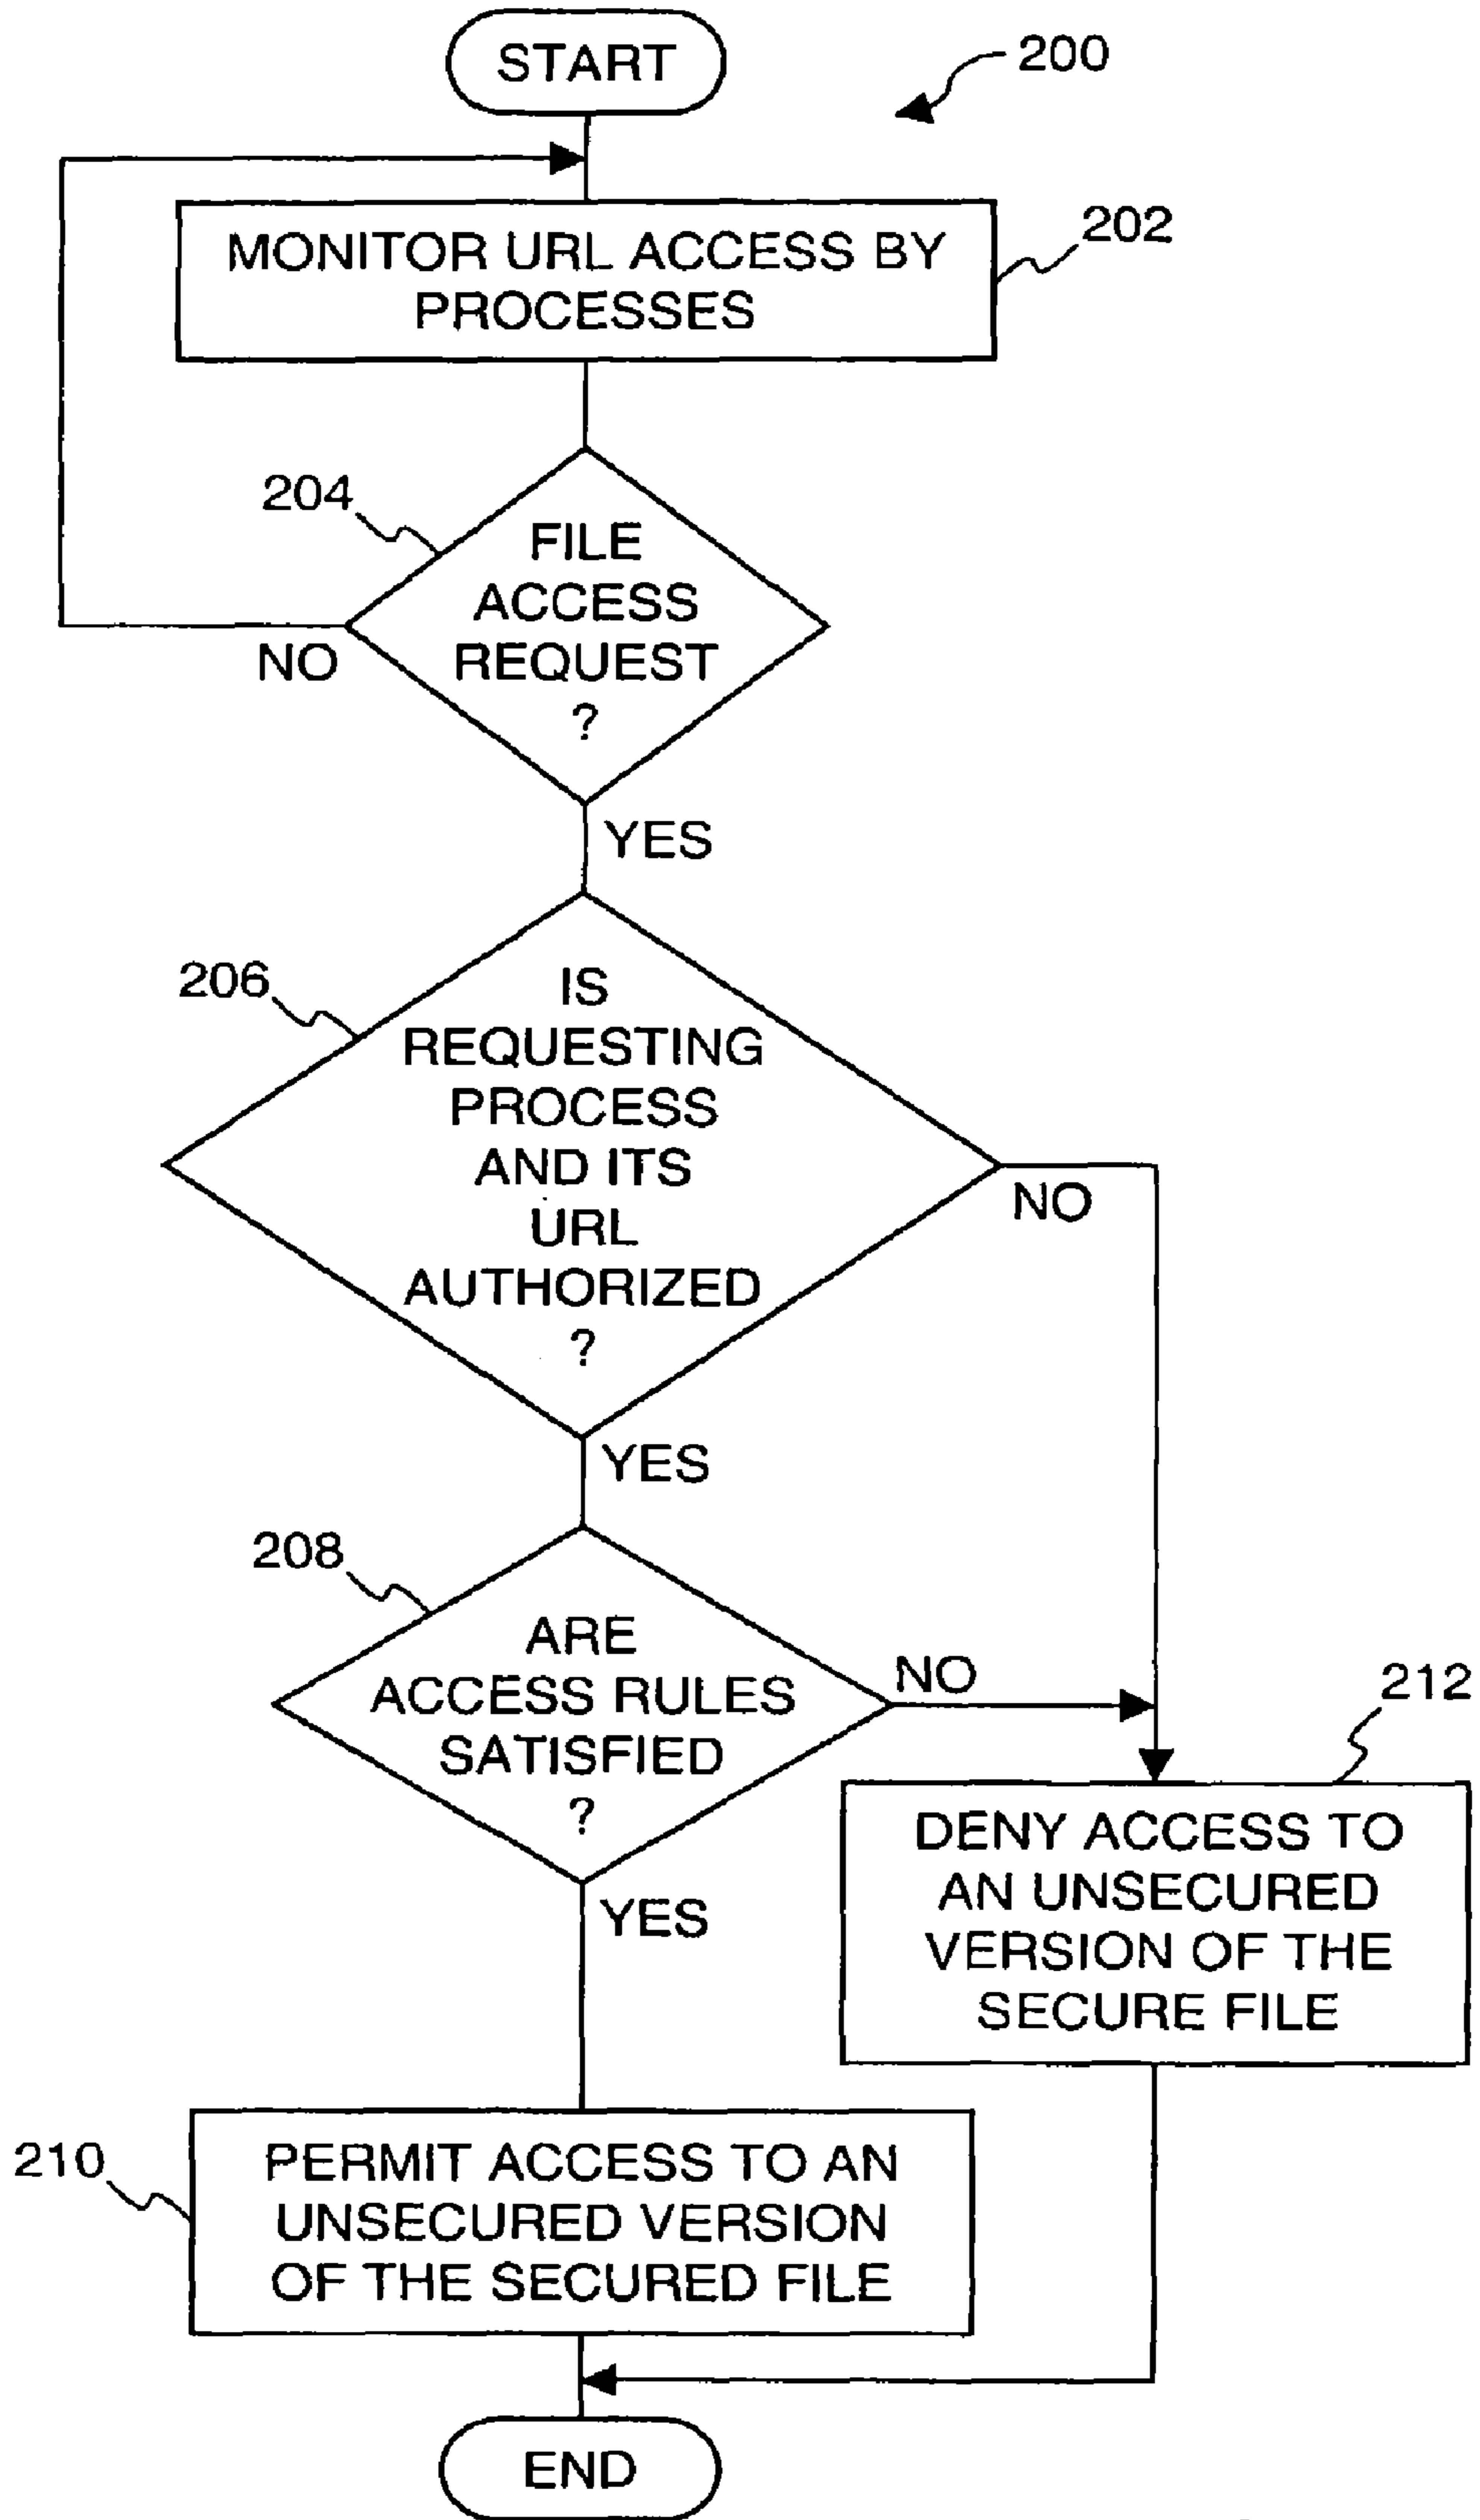 START
200
MONITOR URL ACCESS BY
PROCESSES
202
204
FILE
ACCESS
REQUEST
?
NO
YES
206
IS
REQUESTING
PROCESS
AND ITS
URL
AUTHORIZED
?
NO
YES
208
ARE
ACCESS RULES
SATISFIED
?
NO
YES
212
DENY ACCESS TO
AN UNSECURED
VERSION OF THE
SECURE FILE
210
PERMIT ACCESS TO AN
UNSECURED VERSION
OF THE SECURED FILE
END